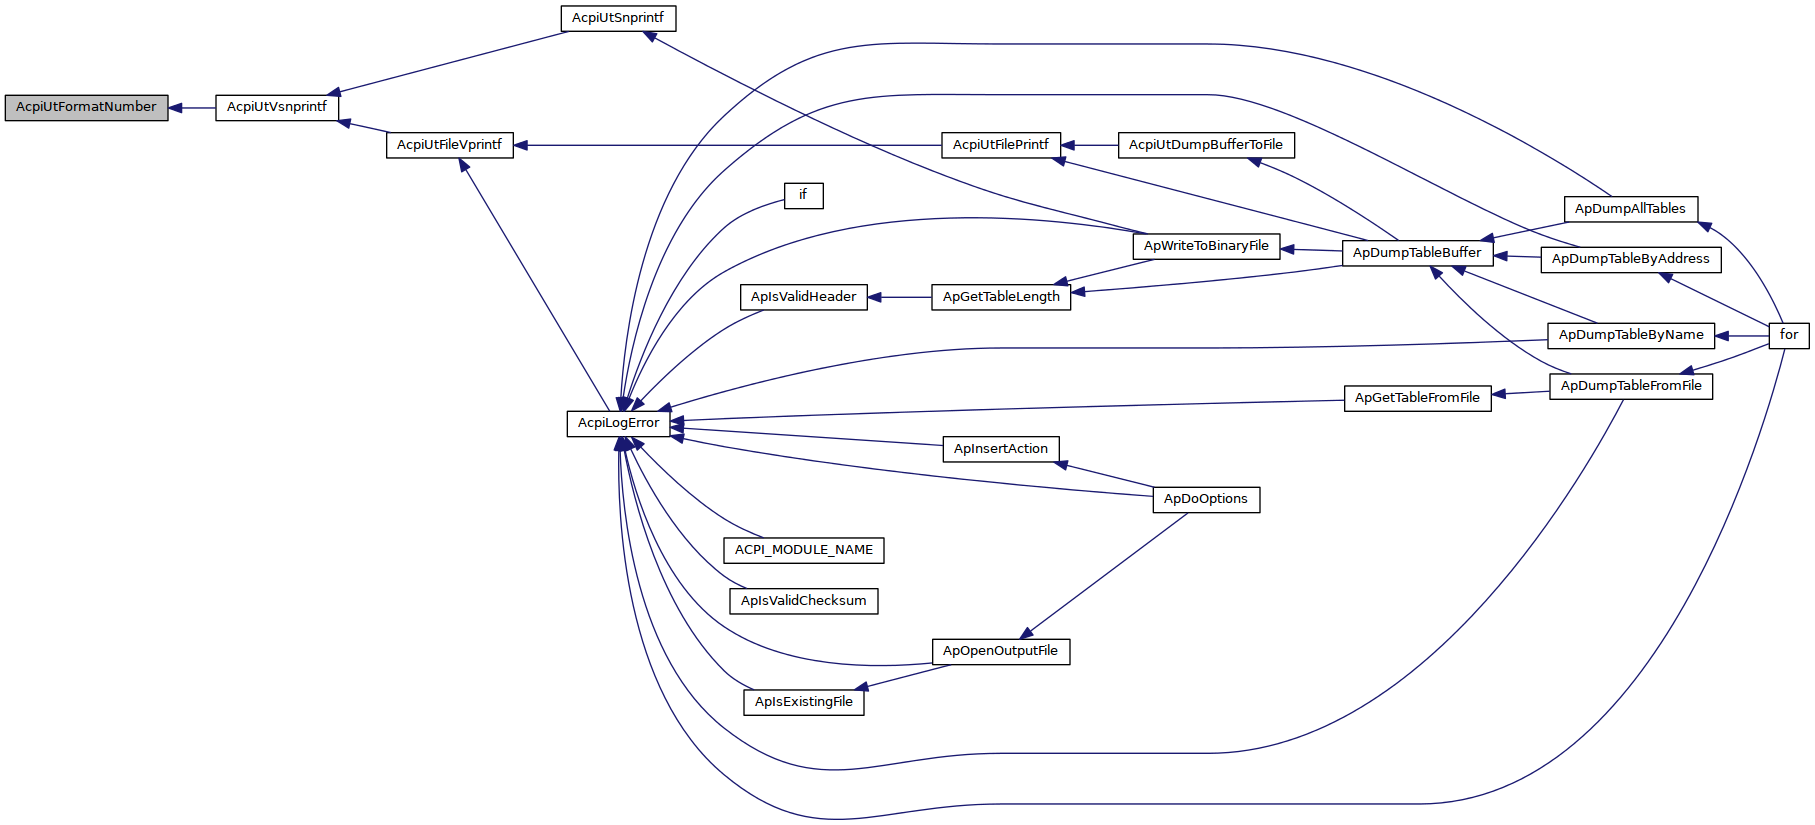 AcpiUtSnprintf
AcpiUtFormatNumber
AcpiUtVsnprintf
AcpiUtFileVprintf
AcpiUtFilePrintf
AcpiUtDumpBufferToFile
if
ApDumpAllTables
ApWriteToBinaryFile
ApDumpTableBuffer
ApDumpTableByAddress
ApIsValidHeader
ApGetTableLength
ApDumpTableByName
for
ApDumpTableFromFile
ApGetTableFromFile
AcpiLogError
ApInsertAction
ApDoOptions
ACPI_MODULE_NAME
ApIsValidChecksum
ApOpenOutputFile
ApIsExistingFile